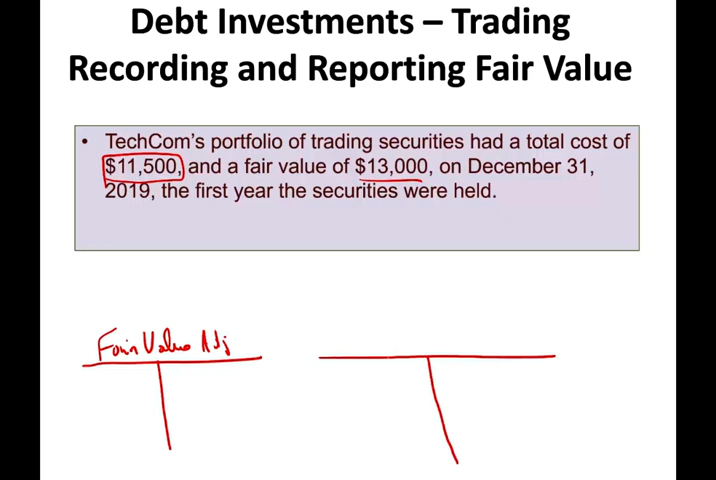 Debt Investments – Trading
Recording and Reporting Fair Value
• TechCom's portfolio of trading securities had a total cost of
$11,500, and a fair value of $13,000, on December 31,
2019, the first year the securities were held.
Fair Value Adj